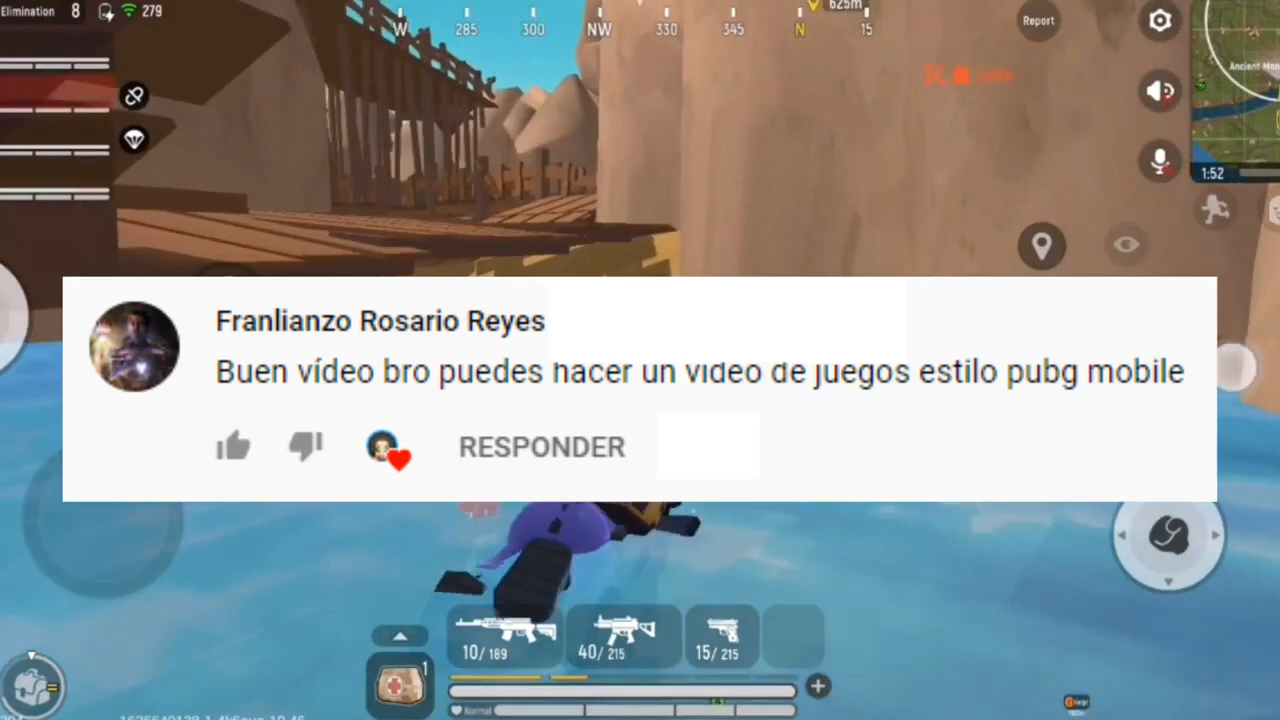 Elimination 8 279
W 285 300 NW 330 345 N 15
625m
Report
1:52
Franlianzo Rosario Reyes
Buen vídeo bro puedes hacer un video de juegos estilo pubg mobile
RESPONDER
10/ 189
40/ 215
15/ 215
1
Normal